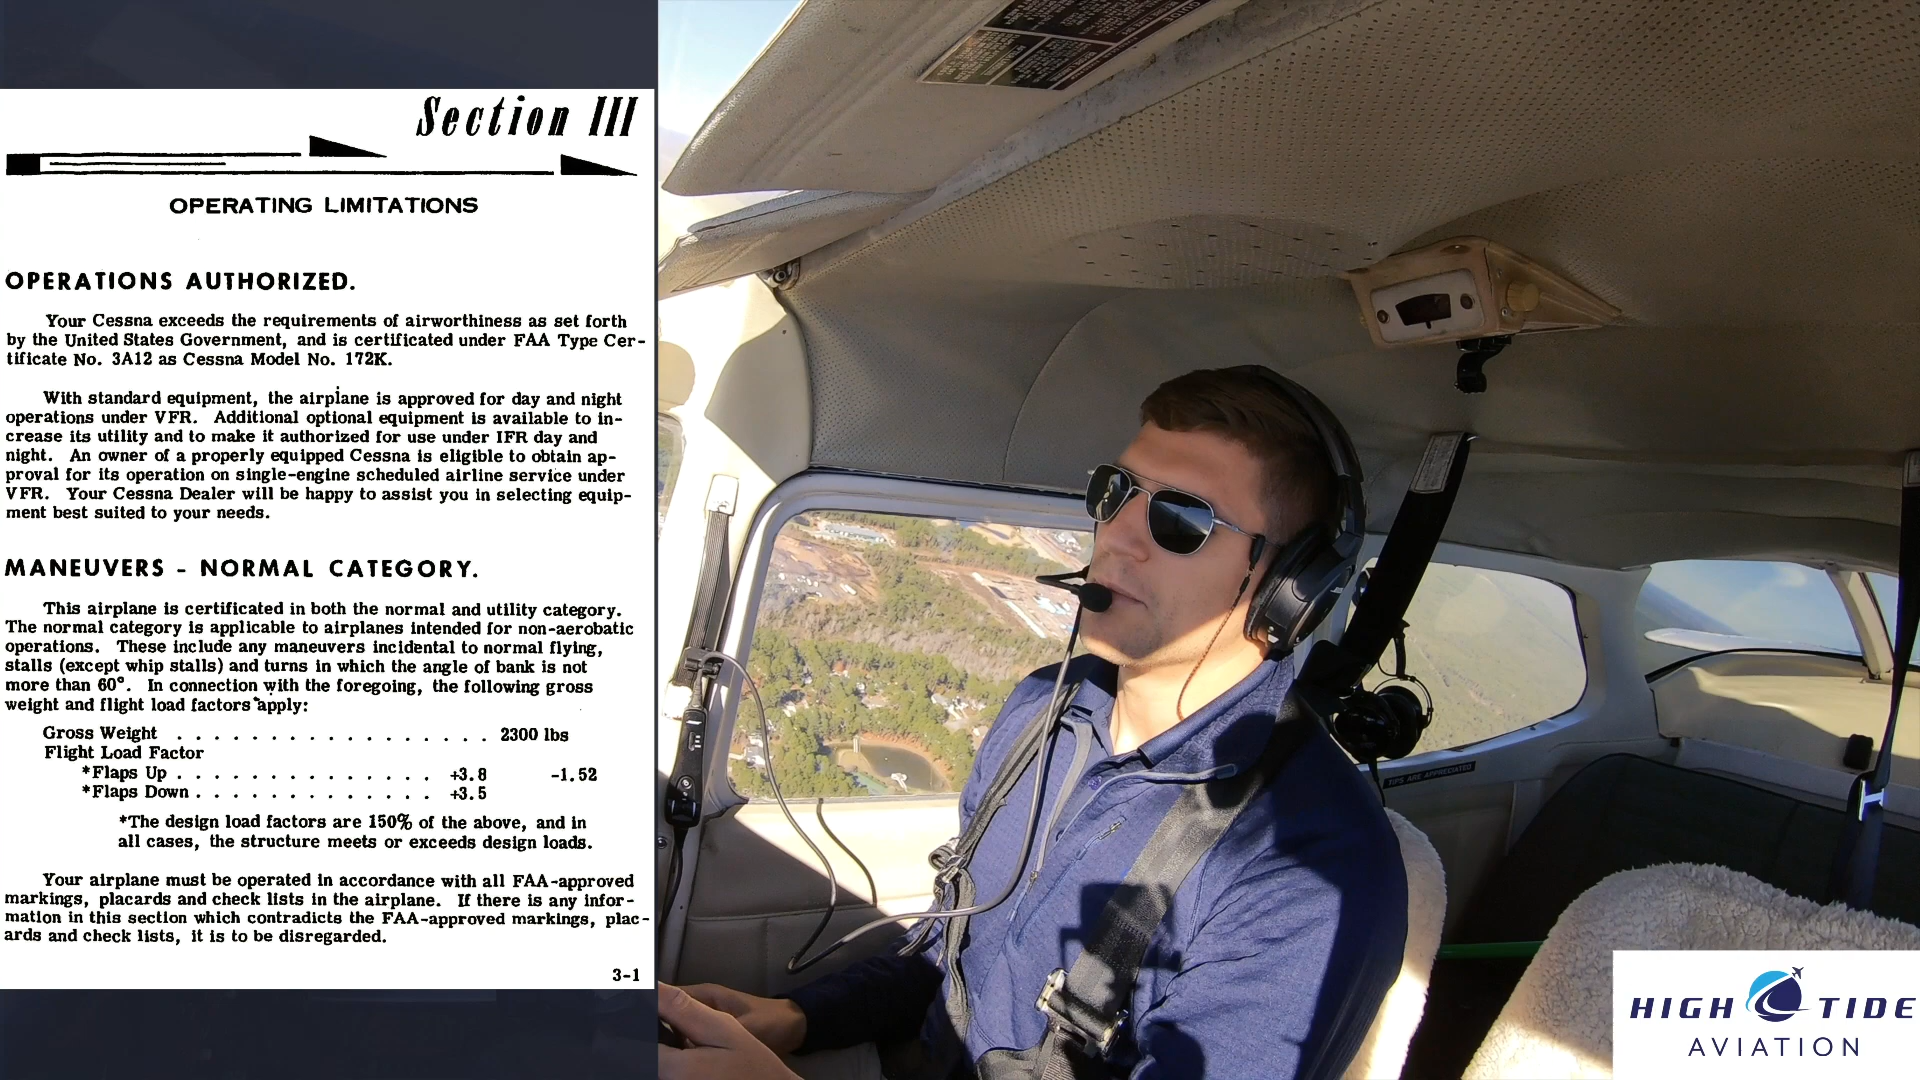 Section III
OPERATING LIMITATIONS
OPERATIONS AUTHORIZED.
Your Cessna exceeds the requirements of airworthiness as set forth
by the United States Government, and is certificated under FAA Type Cer-
tificate No. 3A12 as Cessna Model No. 172K.
With standard equipment, the airplane is approved for day and night
operations under VFR. Additional optional equipment is available to in-
crease its utility and to make it authorized for use under IFR day and
night. An owner of a properly equipped Cessna is eligible to obtain ap-
proval for its operation on single-engine scheduled airline service under
VFR. Your Cessna Dealer will be happy to assist you in selecting equip-
ment best suited to your needs.
MANEUVERS - NORMAL CATEGORY.
This airplane is certificated in both the normal and utility category.
The normal category is applicable to airplanes intended for non-aerobatic
operations. These include any maneuvers incidental to normal flying,
stalls (except whip stalls) and turns in which the angle of bank is not
more than 60°. In connection with the foregoing, the following gross
weight and flight load factors apply:
Gross Weight . . . . . . . . . . . . . . . . . 2300 lbs
Flight Load Factor
*Flaps Up . . . . . . . . . . . . . . +3.8 -1.52
*Flaps Down . . . . . . . . . . . . . +3.5
*The design load factors are 150% of the above, and in
all cases, the structure meets or exceeds design loads.
Your airplane must be operated in accordance with all FAA-approved
markings, placards and check lists in the airplane. If there is any infor-
mation in this section which contradicts the FAA-approved markings, plac-
ards and check lists, it is to be disregarded.
3-1
TIPS ARE APPRECIATED
HIGH TIDE
AVIATION